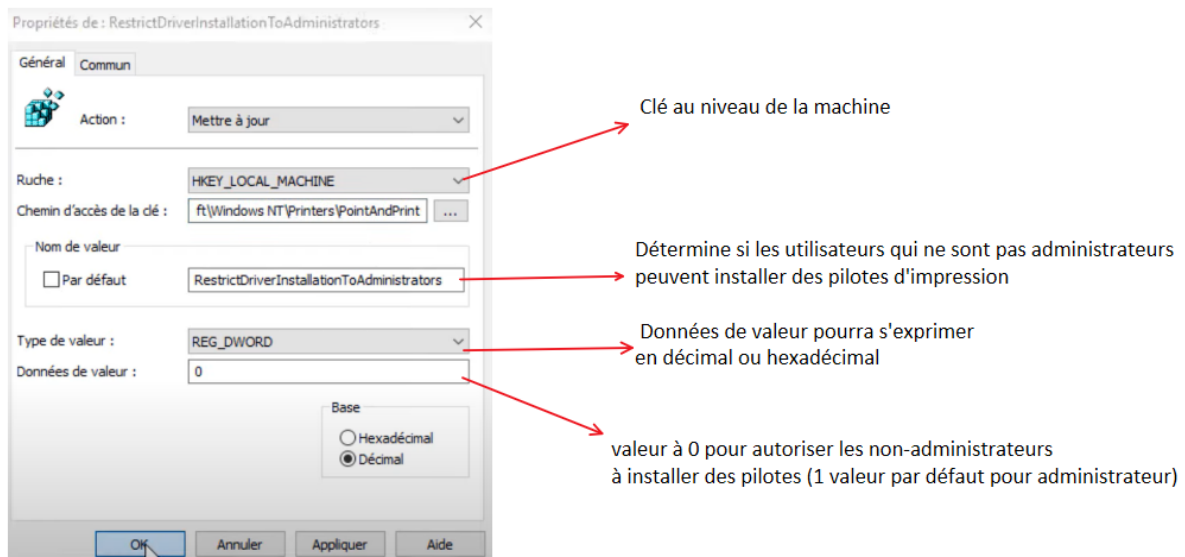 Propriétés de : RestrictDriverInstallationToAdministrators
Général Commun
Action : Mettre à jour
Clé au niveau de la machine
Ruche : HKEY_LOCAL_MACHINE
Chemin d'accès de la clé : ft\Windows NT\Printers\PointAndPrint ...
Nom de valeur
Par défaut RestrictDriverInstallationToAdministrators
Détermine si les utilisateurs qui ne sont pas administrateurs
peuvent installer des pilotes d'impression
Type de valeur : REG_DWORD
Données de valeur pourra s'exprimer
en décimal ou hexadécimal
Données de valeur : 0
Base
Hexadécimal
Décimal
valeur à 0 pour autoriser les non-administrateurs
à installer des pilotes (1 valeur par défaut pour administrateur)
OK Annuler Appliquer Aide